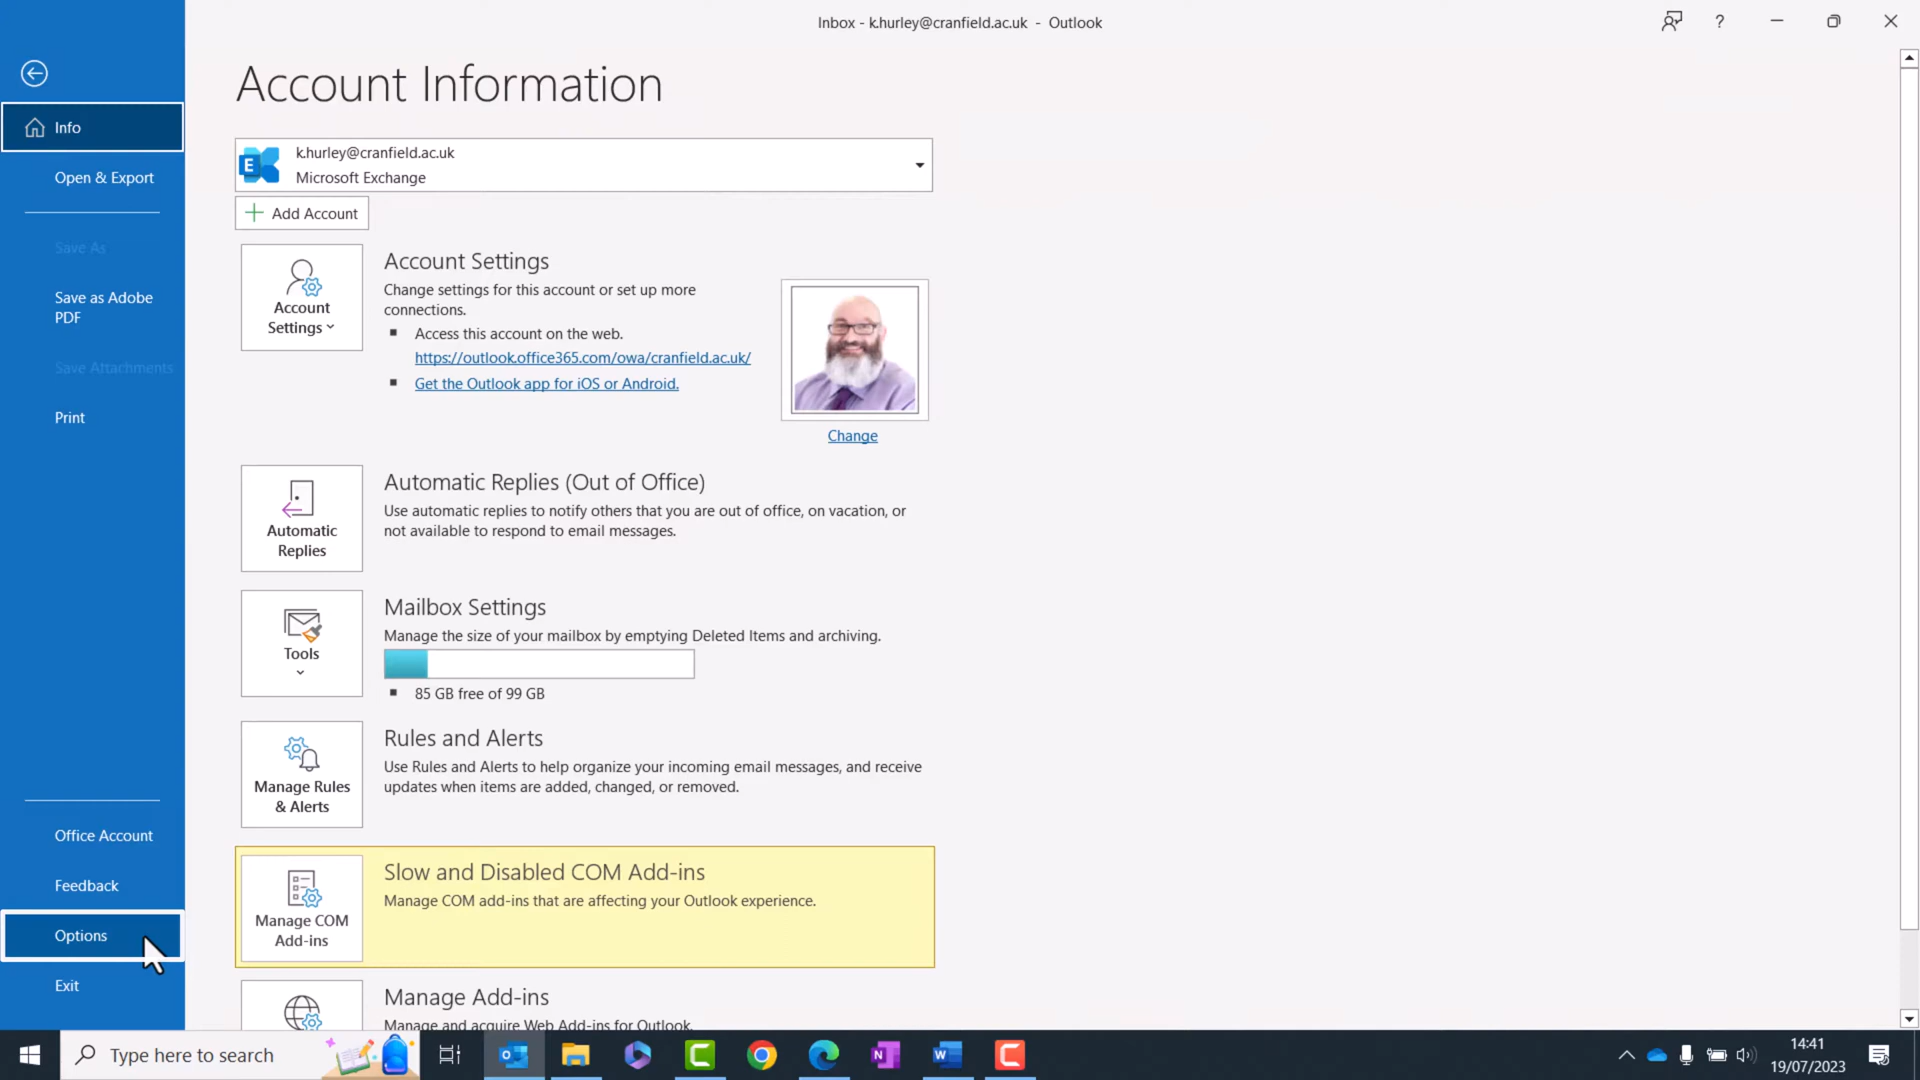 Inbox - k.hurley@cranfield.ac.uk - Outlook
?
Account Information
Info
Open & Export
Save As
Save as Adobe
PDF
Save Attachments
Print
Office Account
Feedback
Options
Exit
E
k.hurley@cranfield.ac.uk
Microsoft Exchange
Add Account
Account
Settings
Account Settings
Change settings for this account or set up more
connections.
Access this account on the web.
https://outlook.office365.com/owa/cranfield.ac.uk/
Get the Outlook app for iOS or Android.
Change
Automatic
Replies
Automatic Replies (Out of Office)
Use automatic replies to notify others that you are out of office, on vacation, or
not available to respond to email messages.
Tools
Mailbox Settings
Manage the size of your mailbox by emptying Deleted Items and archiving.
85 GB free of 99 GB
Manage Rules
& Alerts
Rules and Alerts
Use Rules and Alerts to help organize your incoming email messages, and receive
updates when items are added, changed, or removed.
Manage COM
Add-ins
Slow and Disabled COM Add-ins
Manage COM add-ins that are affecting your Outlook experience.
Manage Add-ins
Manage and acquire Web Add-ins for Outlook.
Type here to search
14:41
19/07/2023